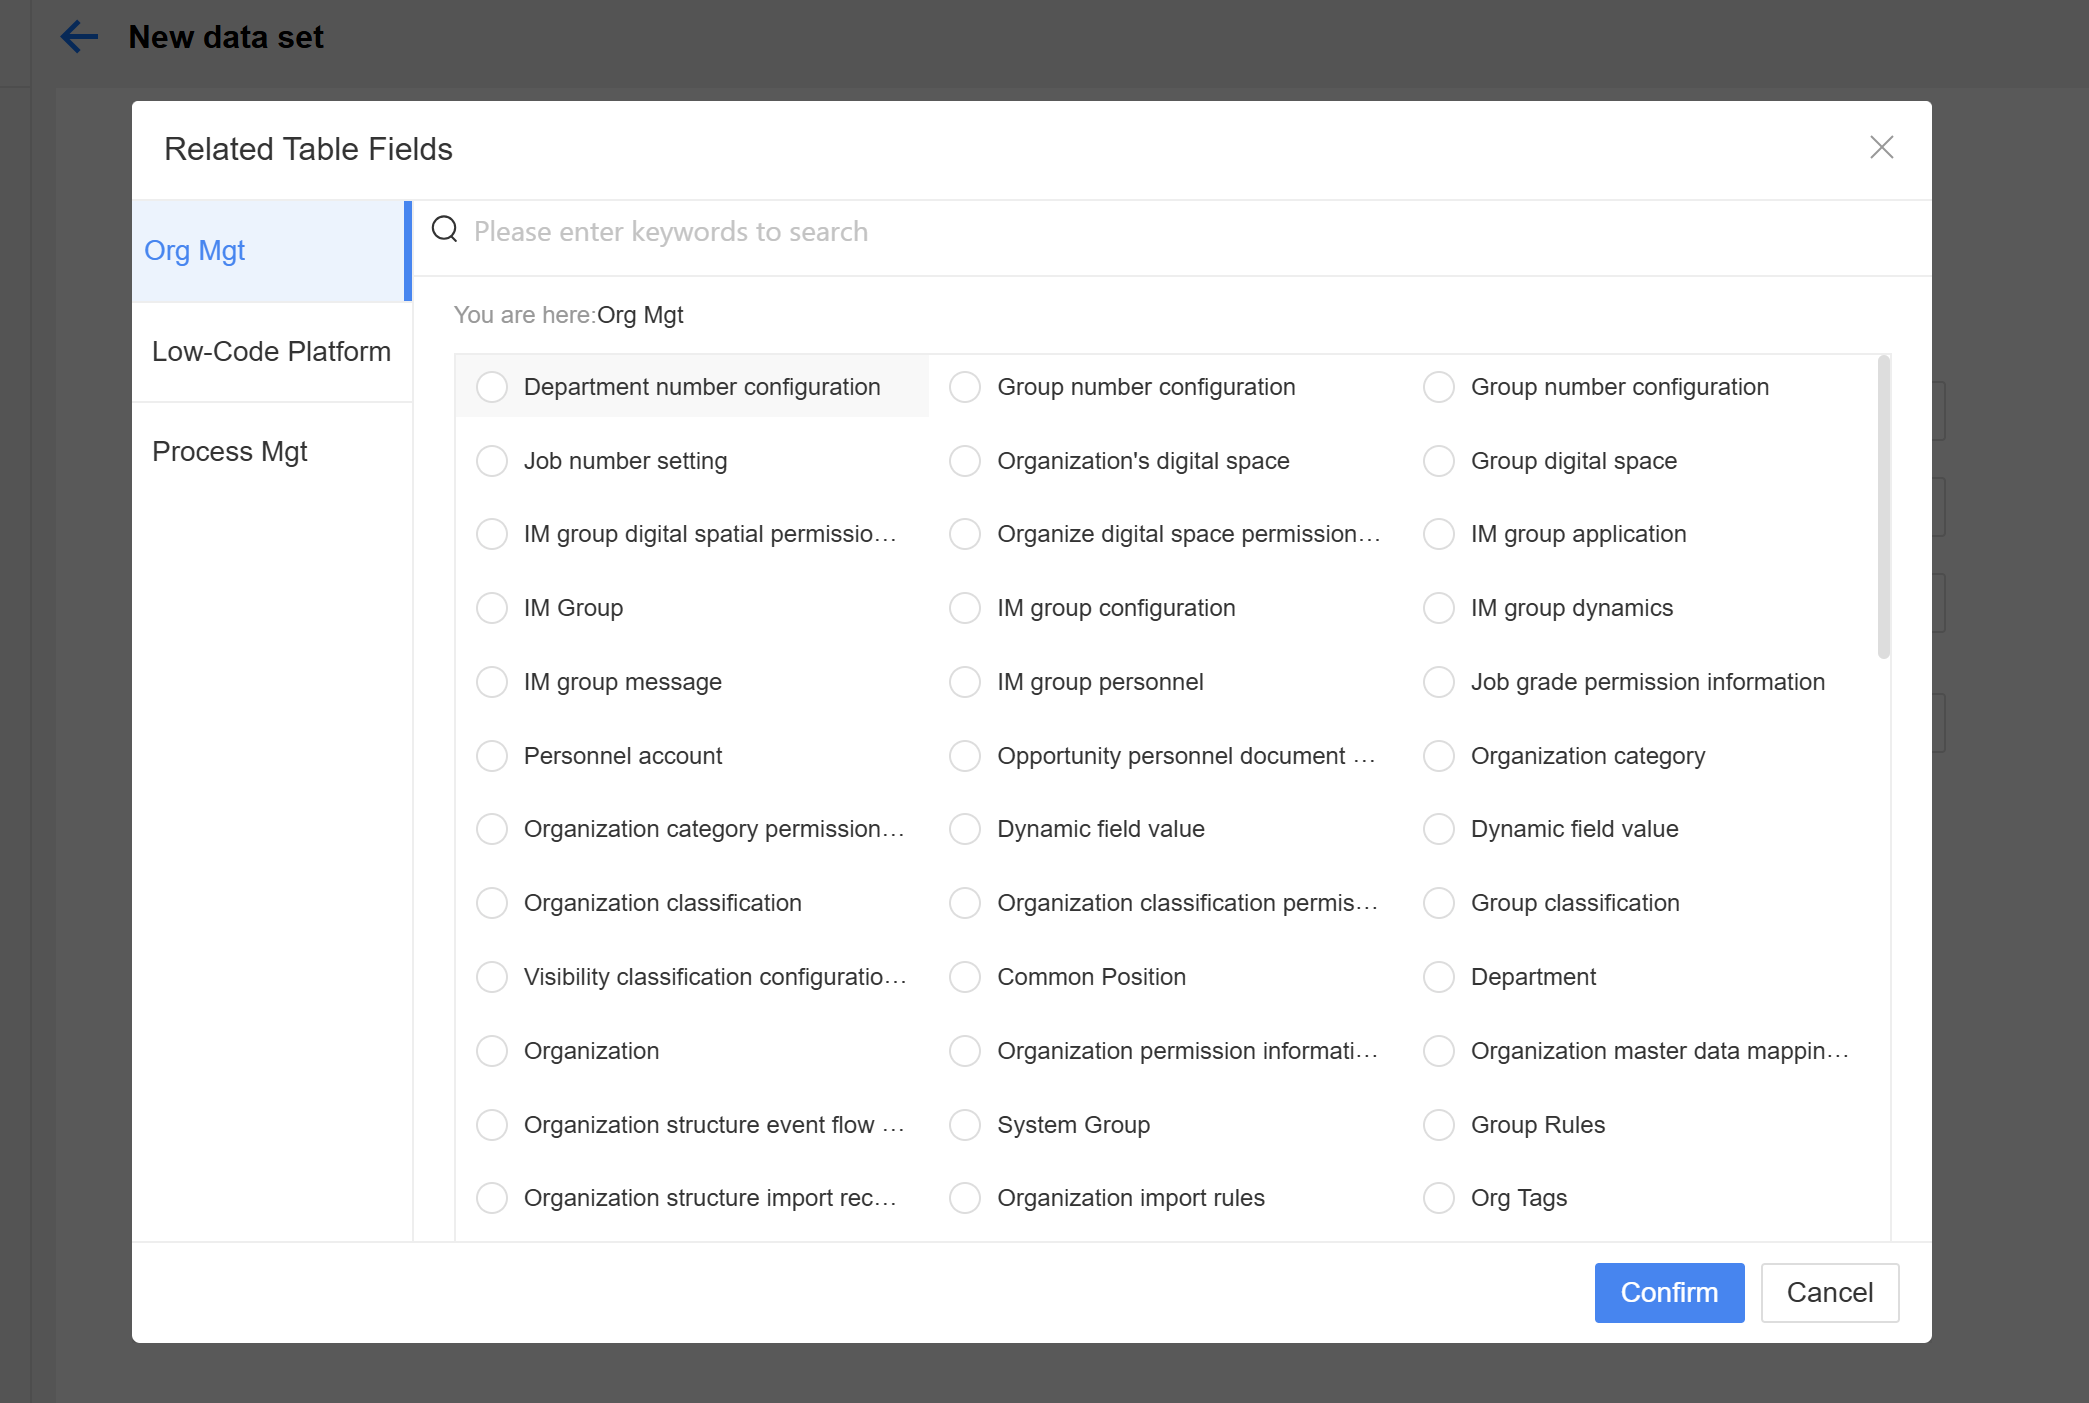 New data set
Related Table Fields
Org Mgt
Low-Code Platform
Process Mgt
Please enter keywords to search
You are here:Org Mgt
Department number configuration
Group number configuration
Group number configuration
Job number setting
Organization's digital space
Group digital space
IM group digital spatial permissio...
Organize digital space permission...
IM group application
IM Group
IM group configuration
IM group dynamics
IM group message
IM group personnel
Job grade permission information
Personnel account
Opportunity personnel document ...
Organization category
Organization category permission...
Dynamic field value
Dynamic field value
Organization classification
Organization classification permis...
Group classification
Visibility classification configuratio...
Common Position
Department
Organization
Organization permission informati...
Organization master data mappin...
Organization structure event flow ...
System Group
Group Rules
Organization structure import rec...
Organization import rules
Org Tags
Confirm
Cancel